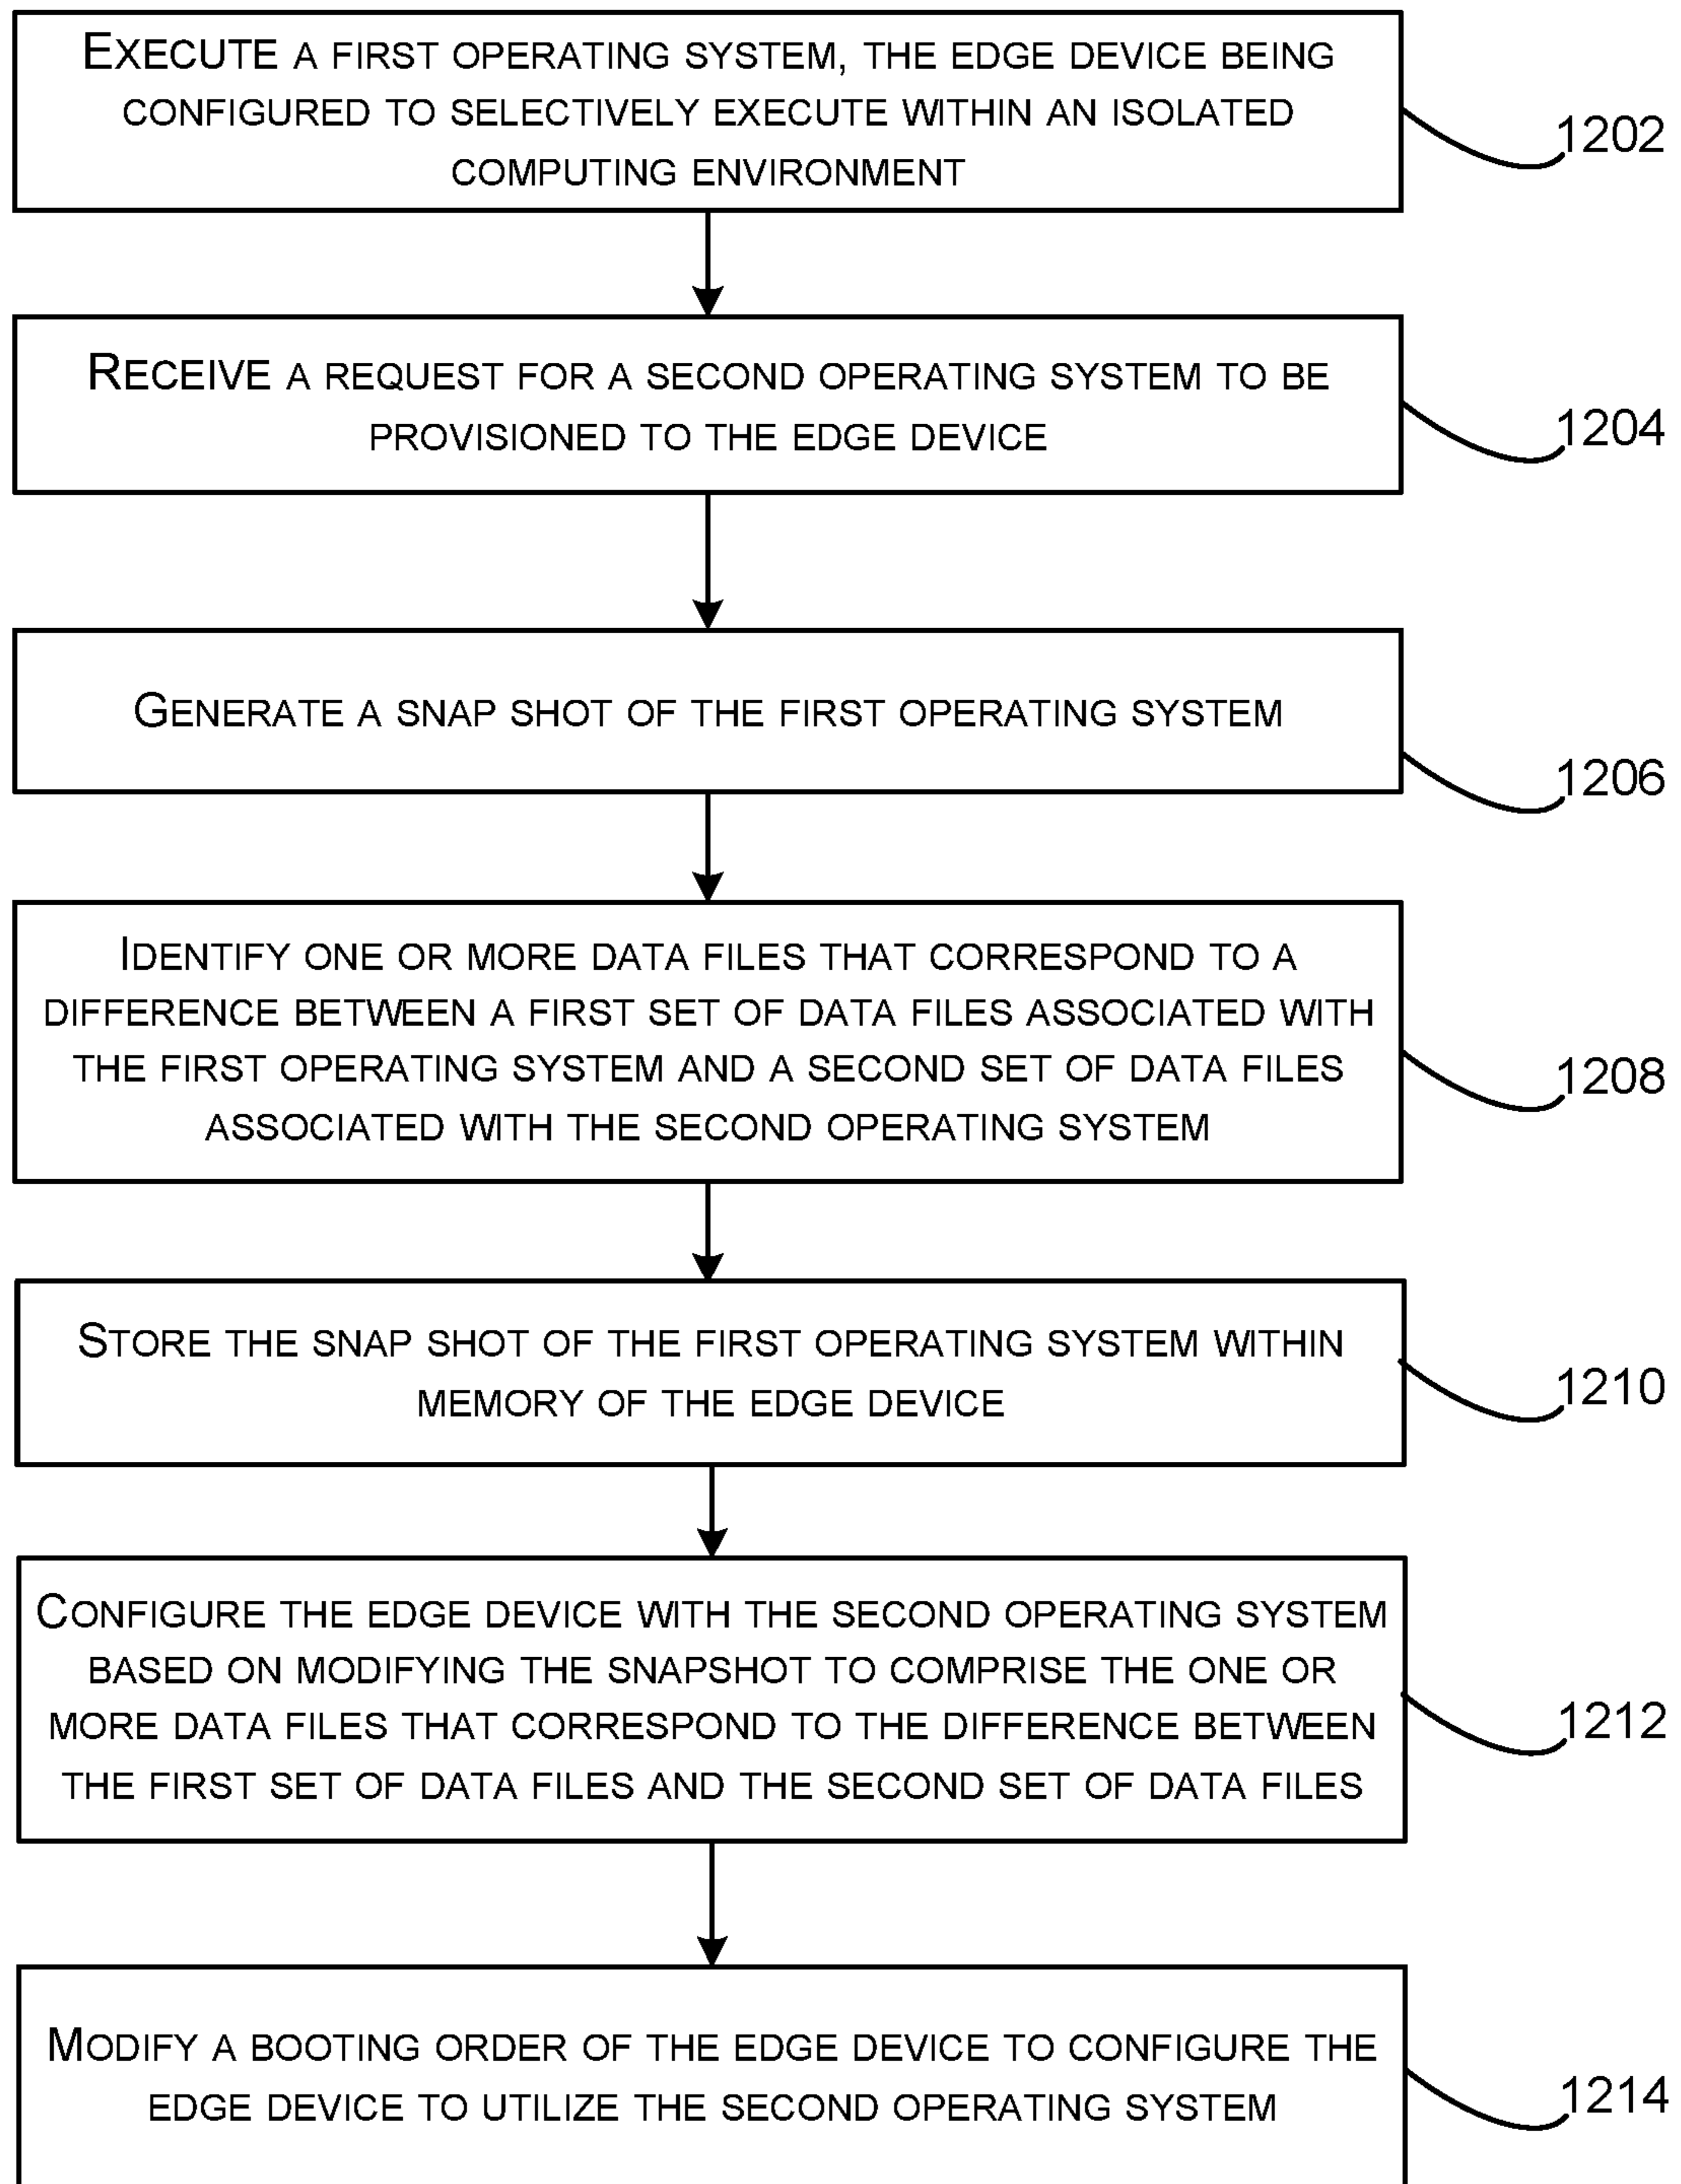 EXECUTE A FIRST OPERATING SYSTEM, THE EDGE DEVICE BEING
CONFIGURED TO SELECTIVELY EXECUTE WITHIN AN ISOLATED
COMPUTING ENVIRONMENT
1202
RECEIVE A REQUEST FOR A SECOND OPERATING SYSTEM TO BE
PROVISIONED TO THE EDGE DEVICE
1204
GENERATE A SNAP SHOT OF THE FIRST OPERATING SYSTEM
1206
IDENTIFY ONE OR MORE DATA FILES THAT CORRESPOND TO A
DIFFERENCE BETWEEN A FIRST SET OF DATA FILES ASSOCIATED WITH
THE FIRST OPERATING SYSTEM AND A SECOND SET OF DATA FILES
ASSOCIATED WITH THE SECOND OPERATING SYSTEM
1208
STORE THE SNAP SHOT OF THE FIRST OPERATING SYSTEM WITHIN
MEMORY OF THE EDGE DEVICE
1210
CONFIGURE THE EDGE DEVICE WITH THE SECOND OPERATING SYSTEM
BASED ON MODIFYING THE SNAPSHOT TO COMPRISE THE ONE OR
MORE DATA FILES THAT CORRESPOND TO THE DIFFERENCE BETWEEN
THE FIRST SET OF DATA FILES AND THE SECOND SET OF DATA FILES
1212
MODIFY A BOOTING ORDER OF THE EDGE DEVICE TO CONFIGURE THE
EDGE DEVICE TO UTILIZE THE SECOND OPERATING SYSTEM
1214